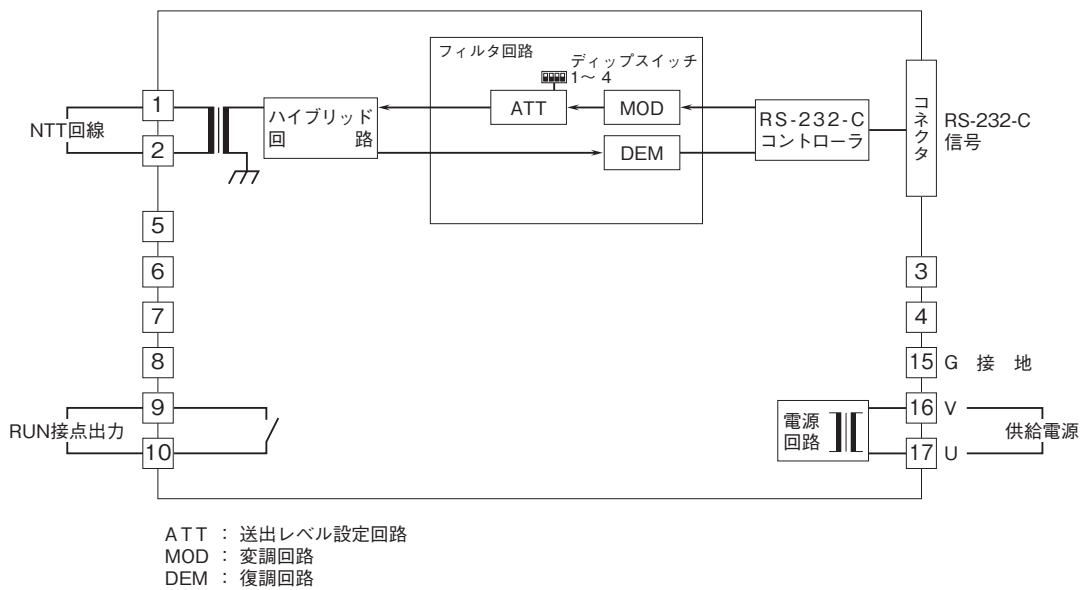 フィルタ回路
ディップスイッチ
1～4
1
NTT回線
2
ハイブリッド
回 路
ATT
MOD
DEM
RS-232-C
コントローラ
コネクタ
RS-232-C
信号
5
6
7
8
9
RUN接点出力
10
3
4
15 G 接 地
16 V
供給電源
17 U
電源
回路
ATT : 送出レベル設定回路
MOD : 変調回路
DEM : 復調回路